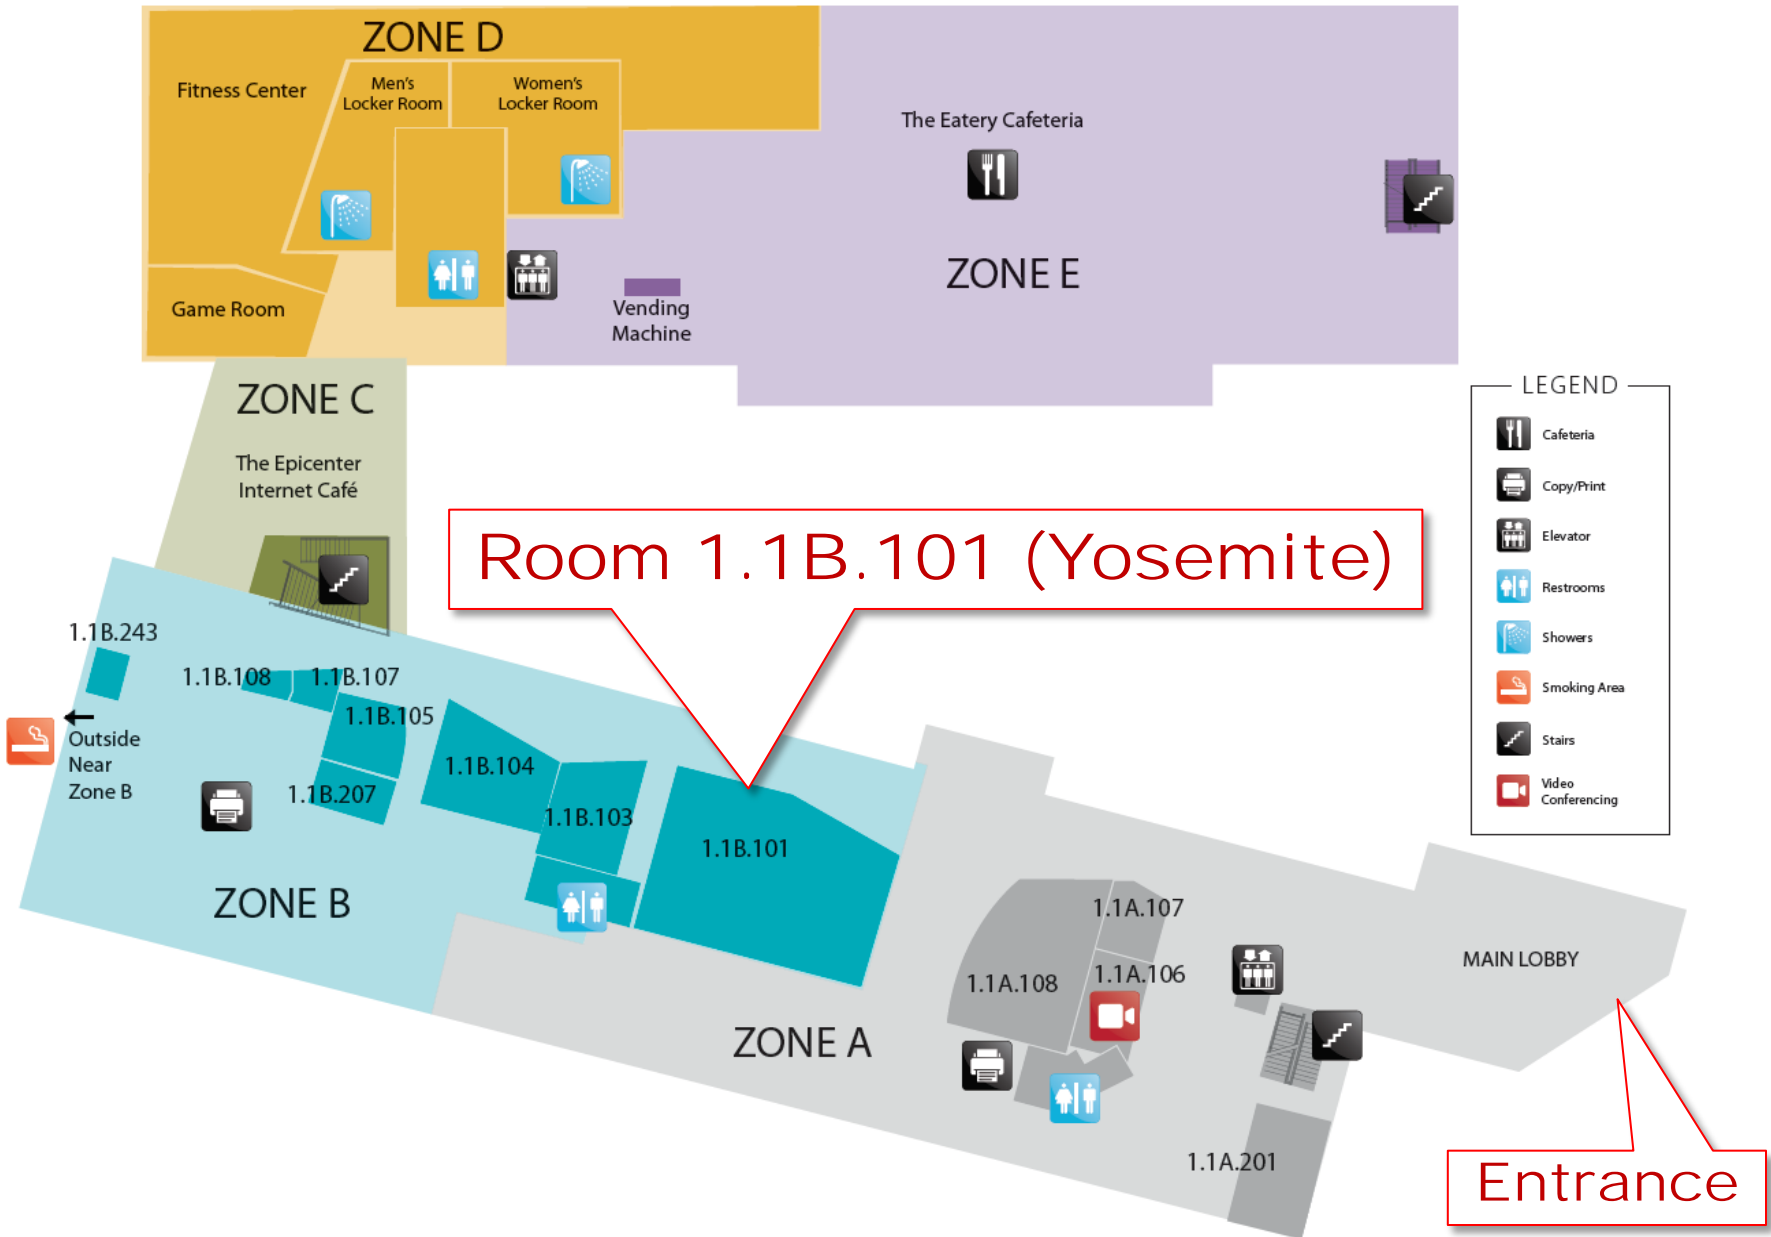 ZONE D
Fitness Center
Men's
Locker Room
Women's
Locker Room
Game Room
The Eatery Cafeteria
ZONE E
Vending
Machine
ZONE C
The Epicenter
Internet Café
LEGEND
Cafeteria
Copy/Print
Elevator
Restrooms
Showers
Smoking Area
Stairs
Video
Conferencing
Room 1.1B.101 (Yosemite)
1.1B.243
1.1B.108
1.1B.107
1.1B.105
1.1B.104
1.1B.207
1.1B.103
1.1B.101
Outside
Near
Zone B
ZONE B
1.1A.107
1.1A.106
1.1A.108
MAIN LOBBY
ZONE A
1.1A.201
Entrance